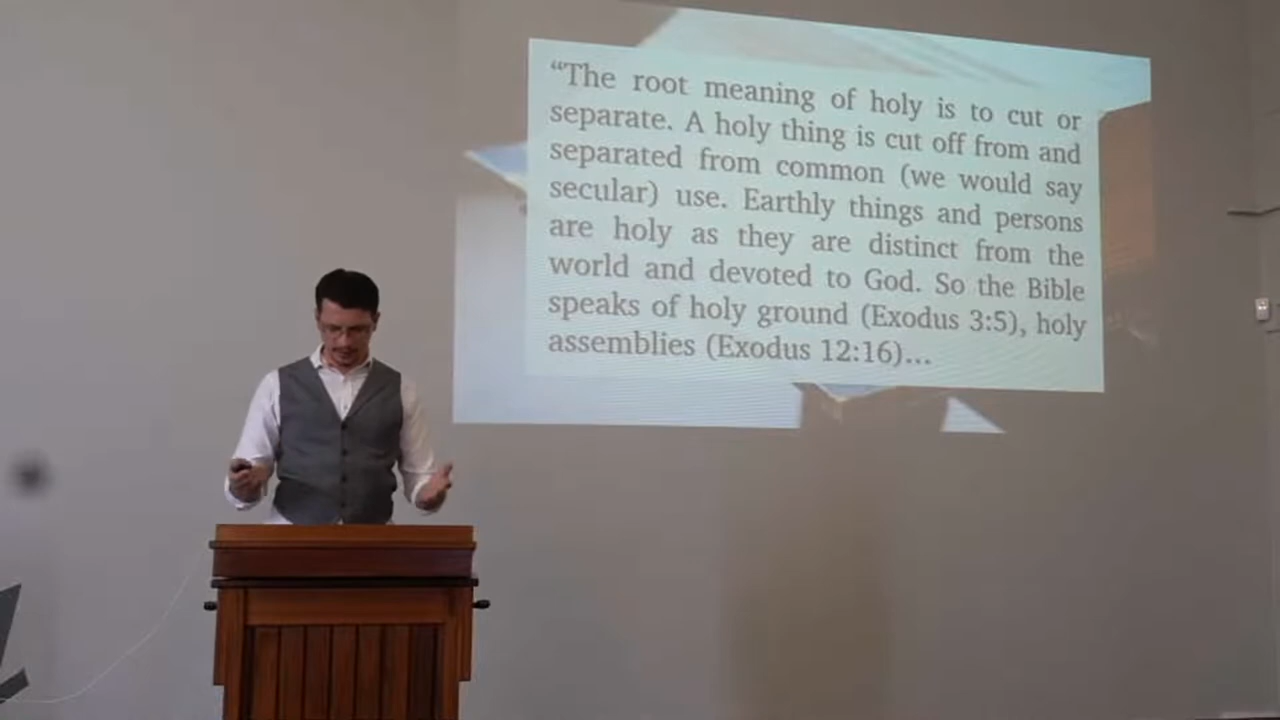 “The root meaning of holy is to cut or
separate. A holy thing is cut off from and
separated from common (we would say
secular) use. Earthly things and persons
are holy as they are distinct from the
world and devoted to God. So the Bible
speaks of holy ground (Exodus 3:5), holy
assemblies (Exodus 12:16)...